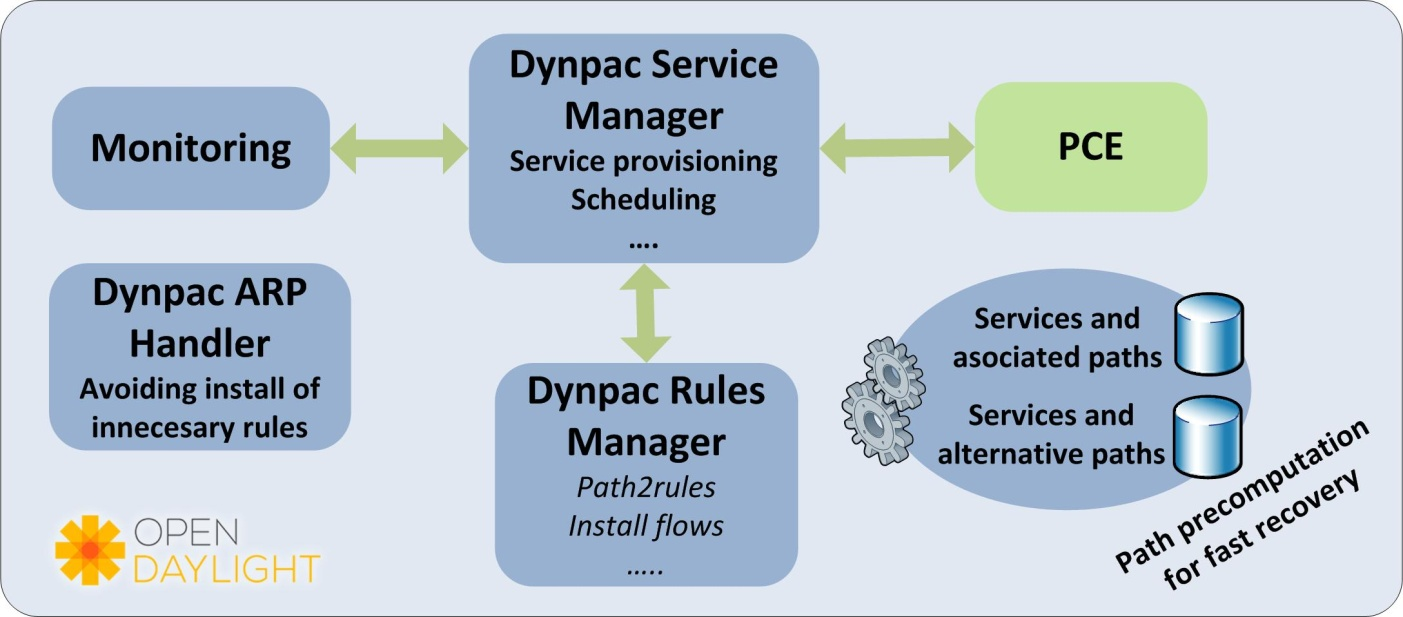 Monitoring
Dynpac Service
Manager
Service provisioning
Scheduling
....
PCE
Dynpac ARP
Handler
Avoiding install of
innecesary rules
Dynpac Rules
Manager
Path2rules
Install flows
.....
Services and
asociated paths
Services and
alternative paths
Path precomputation
for fast recovery
OPEN
DAYLIGHT